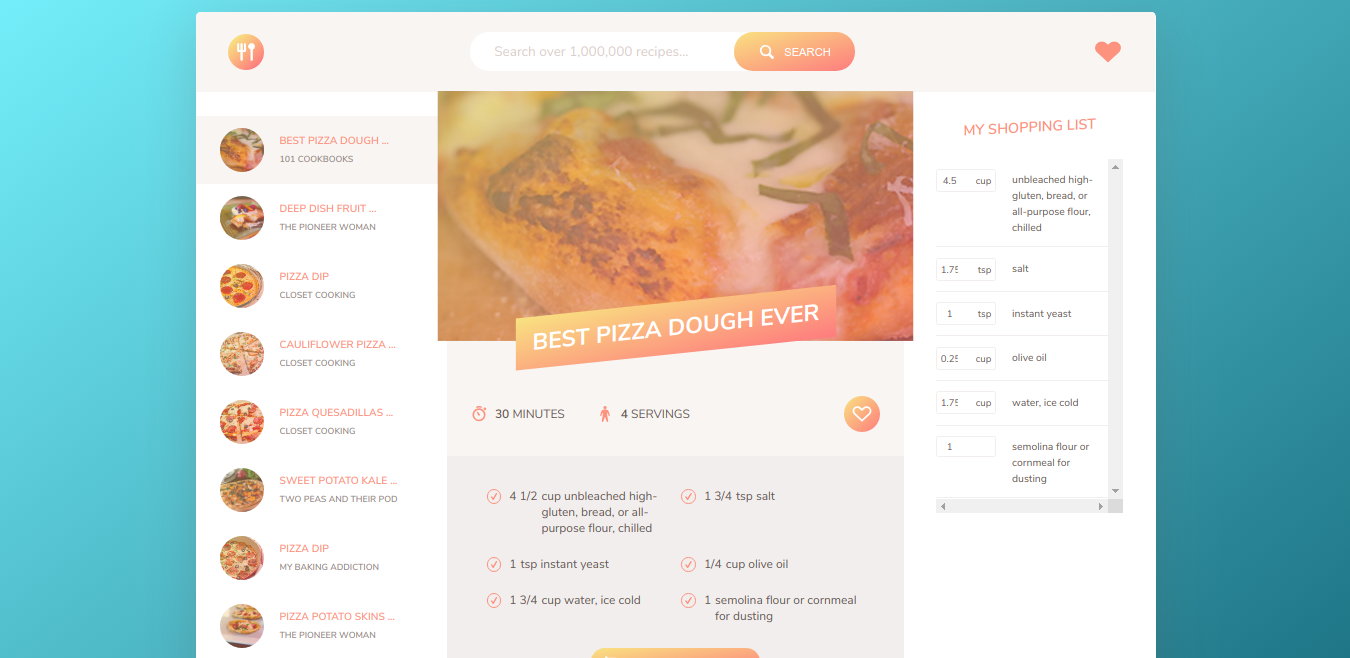 Search over 1,000,000 recipes...
SEARCH
BEST PIZZA DOUGH ...
101 COOKBOOKS
DEEP DISH FRUIT ...
THE PIONEER WOMAN
PIZZA DIP
CLOSET COOKING
CAULIFLOWER PIZZA ...
CLOSET COOKING
PIZZA QUESADILLAS ...
CLOSET COOKING
SWEET POTATO KALE ...
TWO PEAS AND THEIR POD
PIZZA DIP
MY BAKING ADDICTION
PIZZA POTATO SKINS ...
THE PIONEER WOMAN
BEST PIZZA DOUGH EVER
30 MINUTES
4 SERVINGS
4 1/2 cup unbleached high-
gluten, bread, or all-
purpose flour, chilled
1 3/4 tsp salt
1 tsp instant yeast
1/4 cup olive oil
1 3/4 cup water, ice cold
1 semolina flour or cornmeal
for dusting
MY SHOPPING LIST
4.5 cup unbleached high-
gluten, bread, or
all-purpose flour,
chilled
1.75 tsp salt
1 tsp instant yeast
0.25 cup olive oil
1.75 cup water, ice cold
1 semolina flour or
cornmeal for
dusting